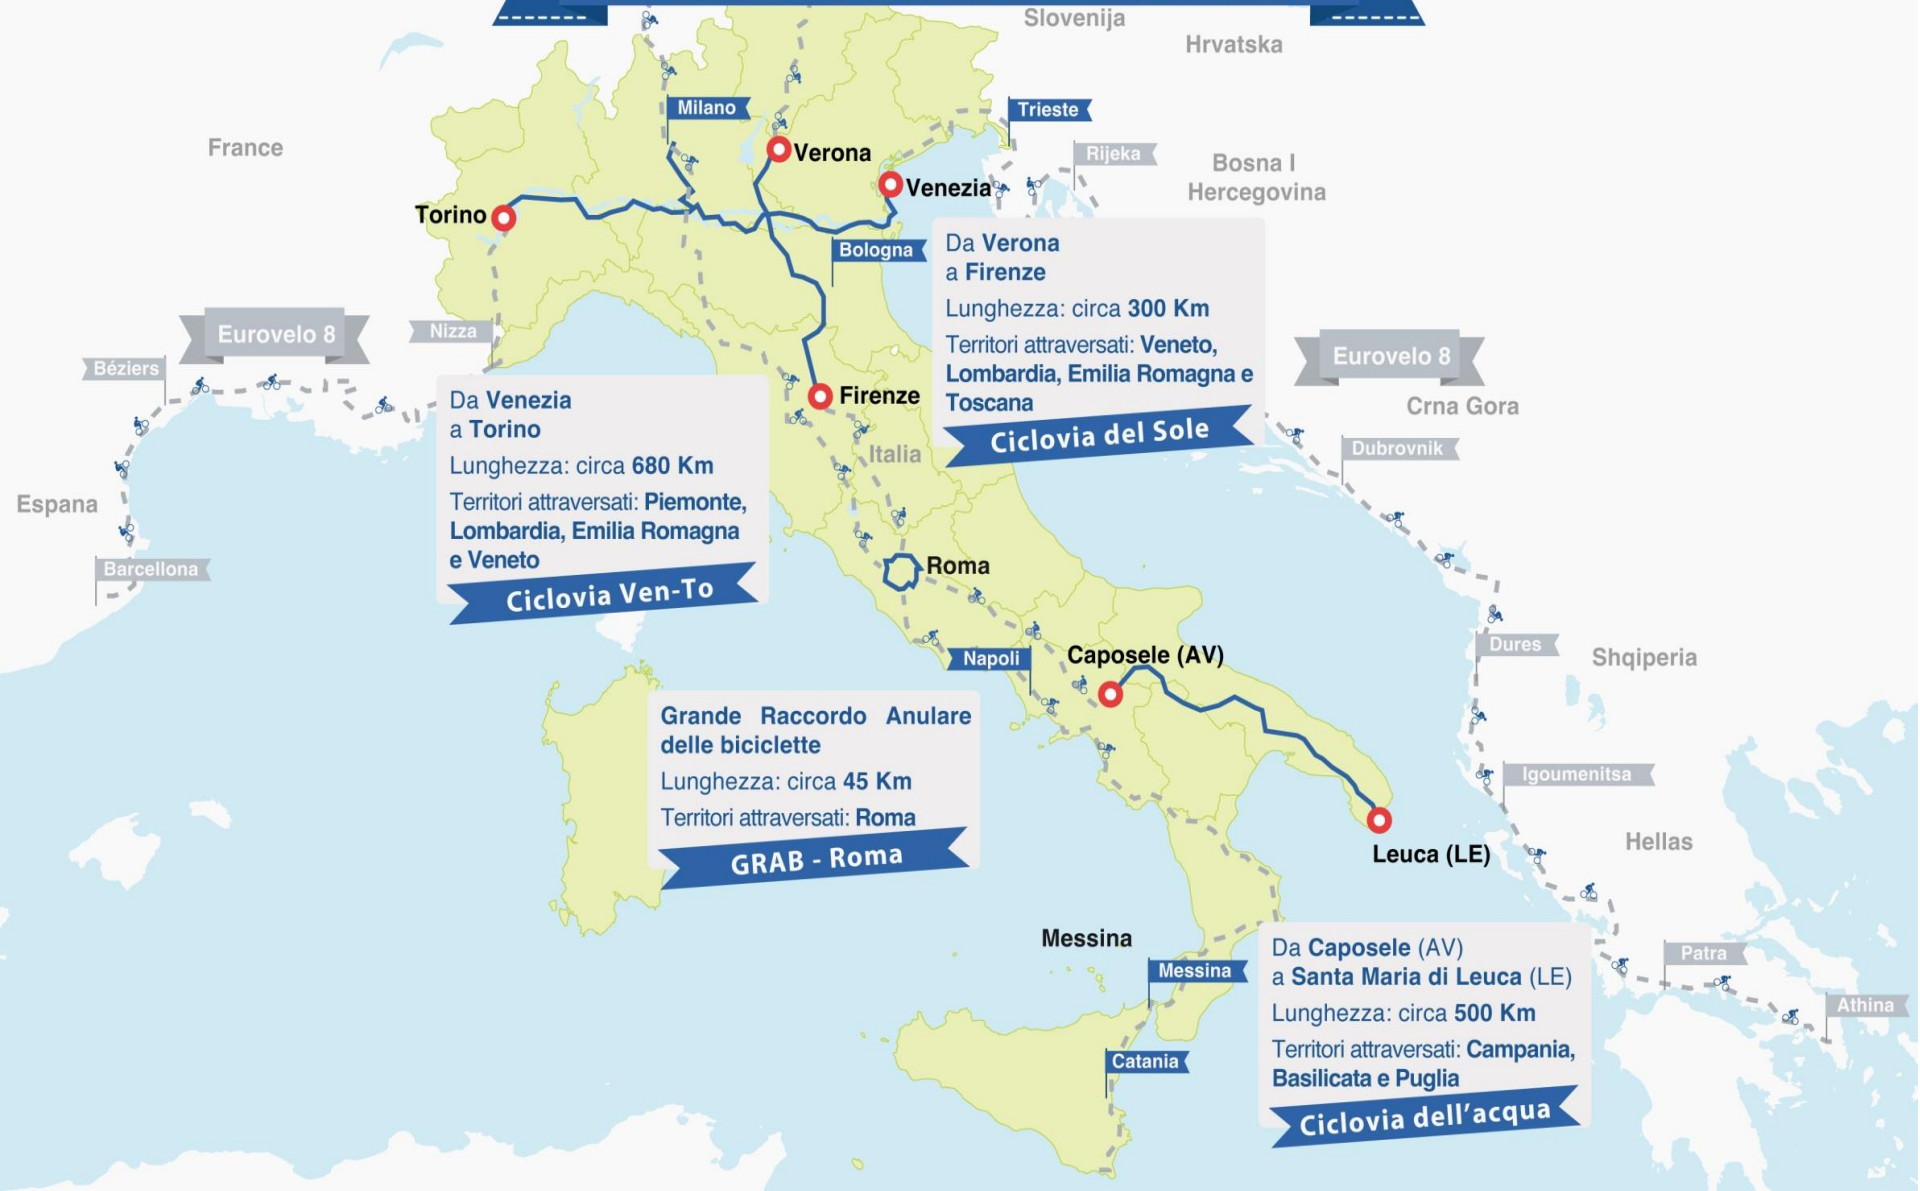 Slovenija
Hrvatska
France
Milano
Trieste
Verona
Rijeka
Bosna I
Hercegovina
Venezia
Torino
Bologna
Da Verona
a Firenze
Lunghezza: circa 300 Km
Territori attraversati: Veneto,
Lombardia, Emilia Romagna e
Toscana
Ciclovia del Sole
Eurovelo 8
Nizza
Béziers
Eurovelo 8
Crna Gora
Dubrovnik
Firenze
Italia
Da Venezia
a Torino
Lunghezza: circa 680 Km
Territori attraversati: Piemonte,
Lombardia, Emilia Romagna
e Veneto
Ciclovia Ven-To
Espana
Barcellona
Roma
Napoli
Caposele (AV)
Dures
Shqiperia
Grande Raccordo Anulare
delle biciclette
Lunghezza: circa 45 Km
Territori attraversati: Roma
GRAB - Roma
Igoumenitsa
Hellas
Leuca (LE)
Messina
Messina
Catania
Da Caposele (AV)
a Santa Maria di Leuca (LE)
Lunghezza: circa 500 Km
Territori attraversati: Campania,
Basilicata e Puglia
Ciclovia dell'acqua
Patra
Athina